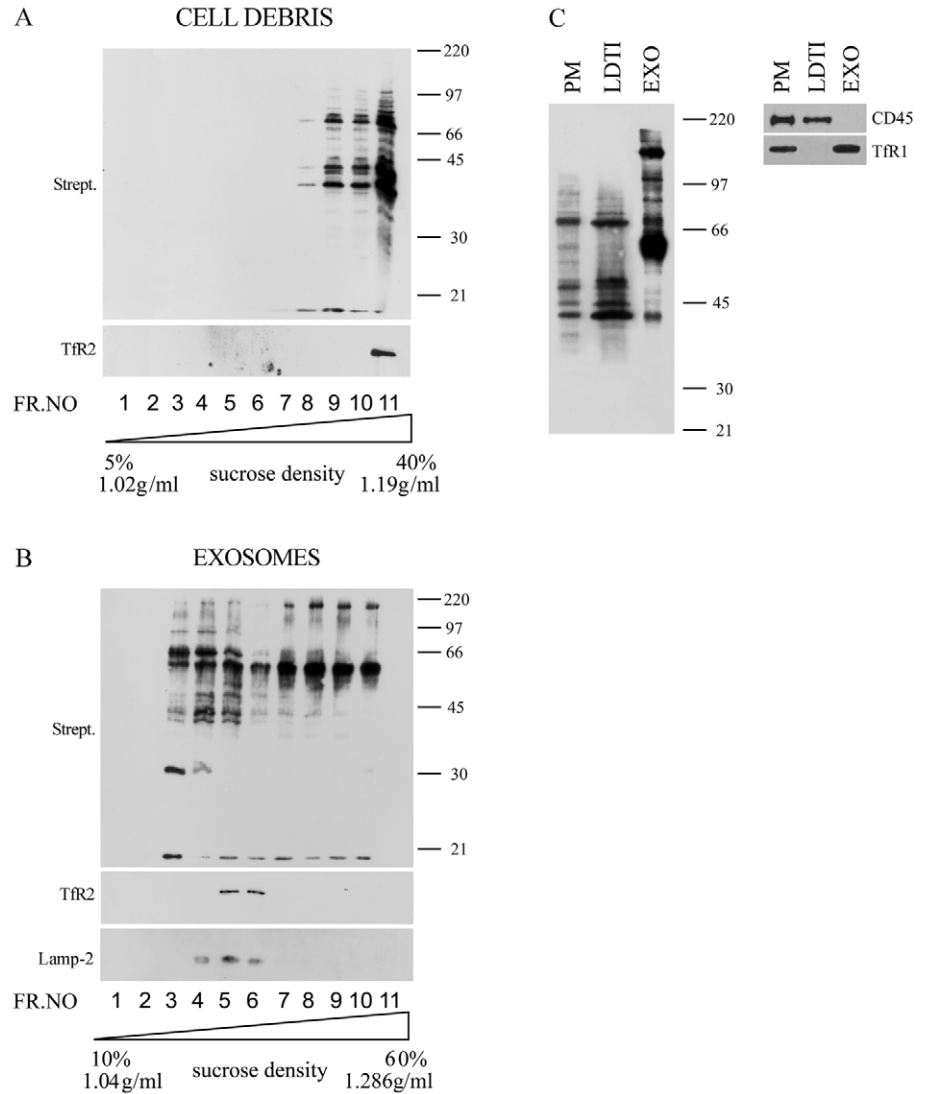 A
CELL DEBRIS
220
97
66
45
Strept.
30
21
TfR2
FR.NO 1 2 3 4 5 6 7 8 9 10 11
5% 40%
sucrose density
1.02g/ml 1.19g/ml
B
EXOSOMES
220
97
66
45
Strept.
30
21
TfR2
Lamp-2
FR.NO 1 2 3 4 5 6 7 8 9 10 11
10% 60%
sucrose density
1.04g/ml 1.286g/ml
C
PM LDTI EXO
220
97
66
45
30
21
PM LDTI EXO
CD45
TfR1